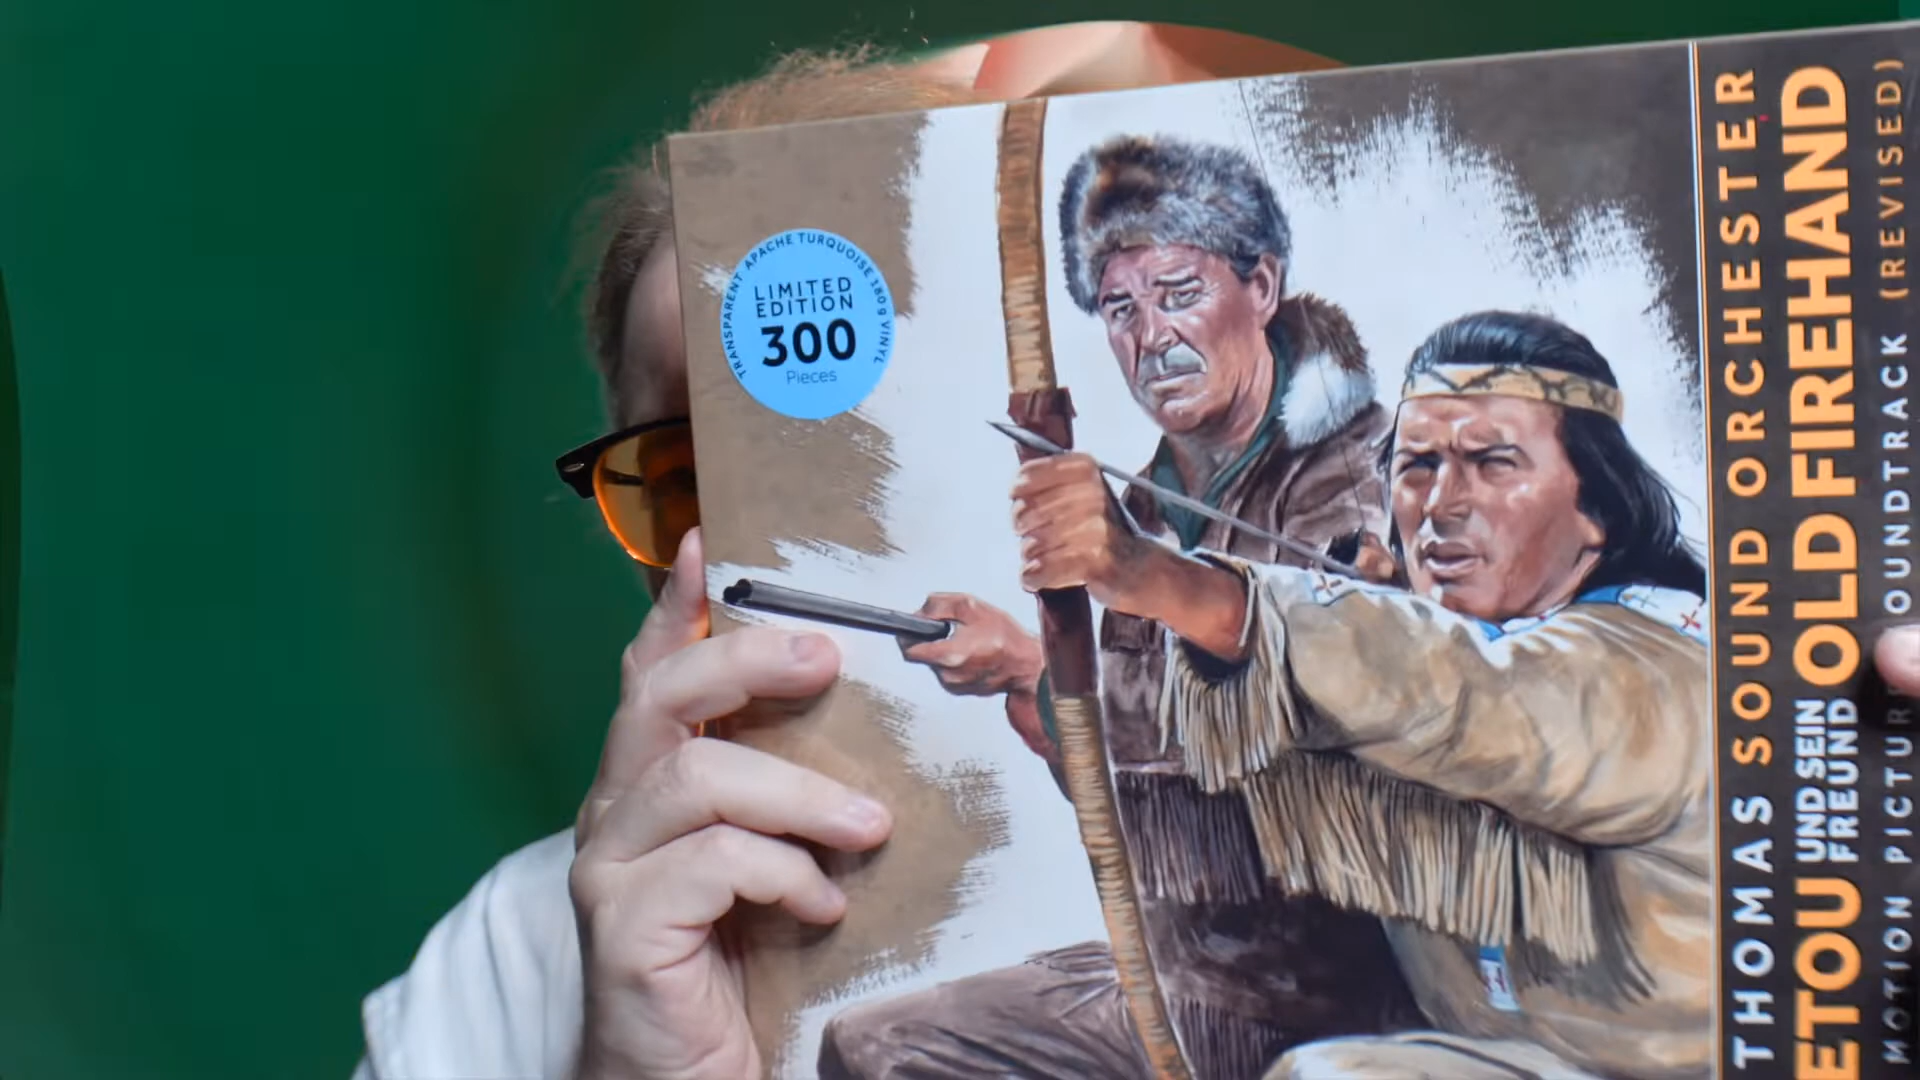 TRANSPARENT APACHE TURQUOISE 180 g VINYL
LIMITED
EDITION
300
Pieces
THOMAS SOUND ORCHESTER
ETOU UND SEIN FREUND OLD FIREHAND
MOTION PICTURE SOUNDTRACK (REVISED)